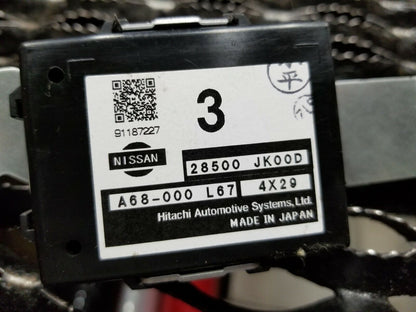 3
平
91187227
NISSAN
28500 JK00D
A68-000 L67 4X29
Hitachi Automotive Systems, Ltd.
MADE IN JAPAN